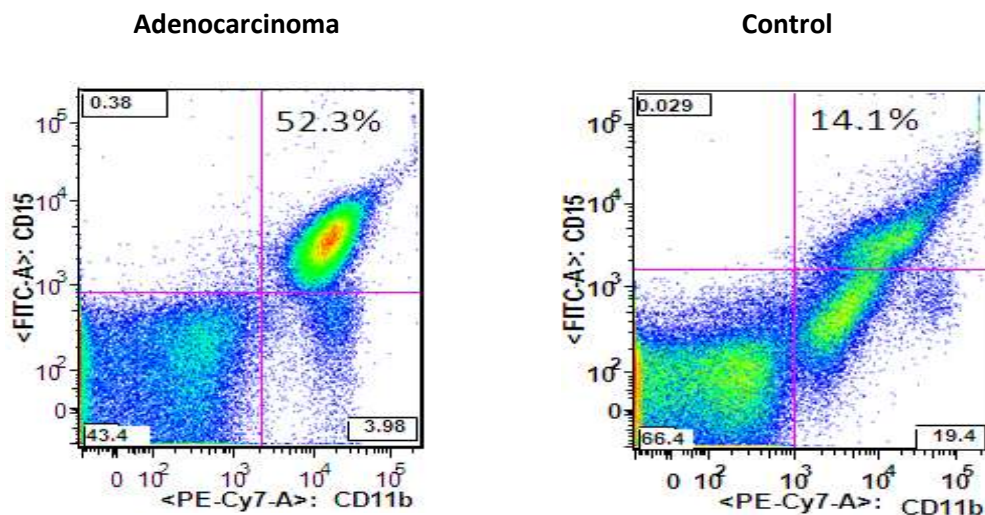 Adenocarcinoma
0.38
52.3%
10^5
10^4
10^3
10^2
0
<FITC-A>: CD15
43.4
3.98
0 10^2 10^3 10^4 10^5
<PE-Cy7-A>: CD11b
Control
0.029
14.1%
10^5
10^4
10^3
10^2
0
<FITC-A>: CD15
66.4
19.4
0 10^2 10^3 10^4 10^5
<PE-Cy7-A>: CD11b